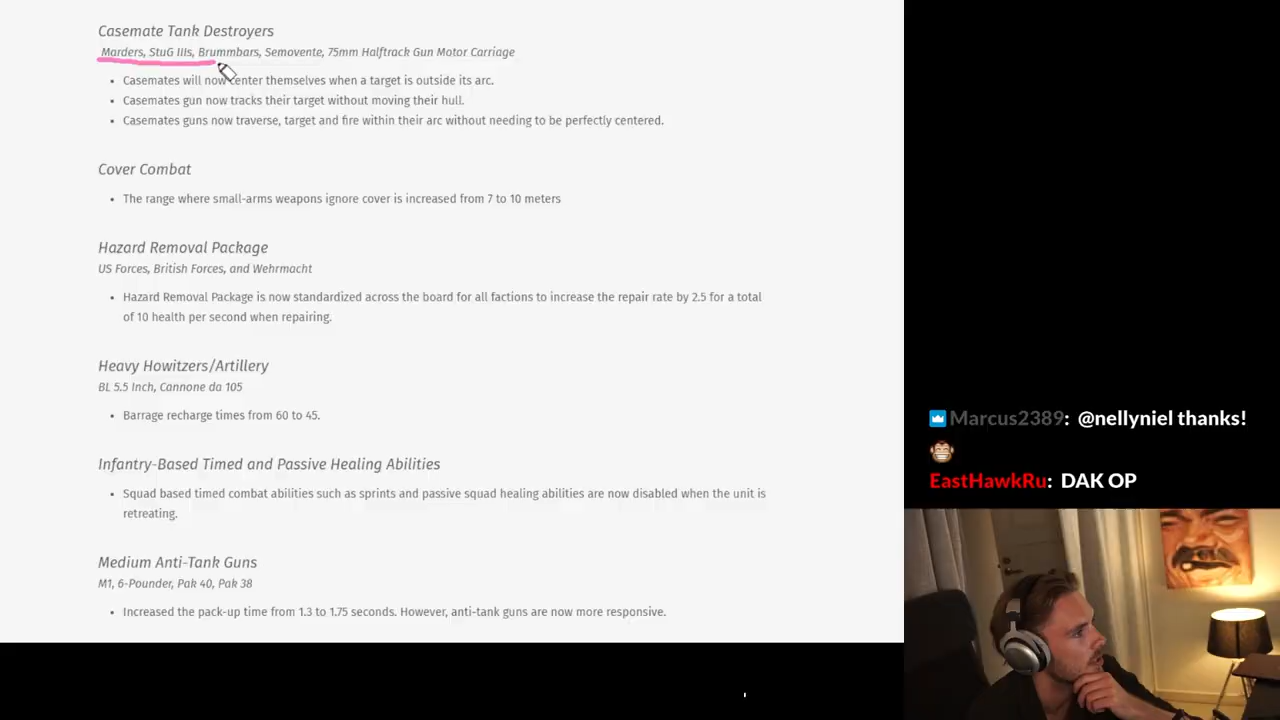 Casemate Tank Destroyers
Marders, StuG IIIs, Brummbars, Semovente, 75mm Halftrack Gun Motor Carriage
• Casemates will now center themselves when a target is outside its arc.
• Casemates gun now tracks their target without moving their hull.
• Casemates guns now traverse, target and fire within their arc without needing to be perfectly centered.
Cover Combat
• The range where small-arms weapons ignore cover is increased from 7 to 10 meters
Hazard Removal Package
US Forces, British Forces, and Wehrmacht
• Hazard Removal Package is now standardized across the board for all factions to increase the repair rate by 2.5 for a total
of 10 health per second when repairing.
Heavy Howitzers/Artillery
BL 5.5 Inch, Cannone da 105
• Barrage recharge times from 60 to 45.
Infantry-Based Timed and Passive Healing Abilities
• Squad based timed combat abilities such as sprints and passive squad healing abilities are now disabled when the unit is
retreating.
Medium Anti-Tank Guns
M1, 6-Pounder, Pak 40, Pak 38
• Increased the pack-up time from 1.3 to 1.75 seconds. However, anti-tank guns are now more responsive.
Marcus2389: @nellyniel thanks!
EastHawkRu: DAK OP